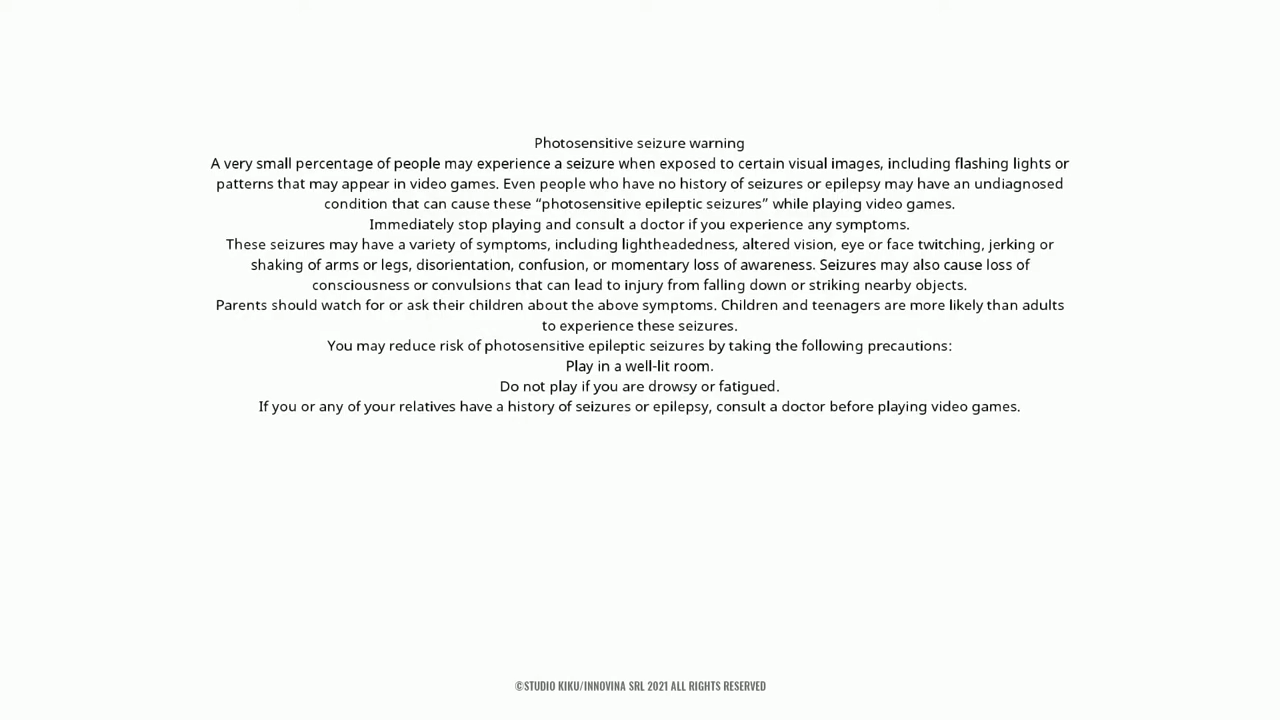 Photosensitive seizure warning
A very small percentage of people may experience a seizure when exposed to certain visual images, including flashing lights or
patterns that may appear in video games. Even people who have no history of seizures or epilepsy may have an undiagnosed
condition that can cause these “photosensitive epileptic seizures” while playing video games.
Immediately stop playing and consult a doctor if you experience any symptoms.
These seizures may have a variety of symptoms, including lightheadedness, altered vision, eye or face twitching, jerking or
shaking of arms or legs, disorientation, confusion, or momentary loss of awareness. Seizures may also cause loss of
consciousness or convulsions that can lead to injury from falling down or striking nearby objects.
Parents should watch for or ask their children about the above symptoms. Children and teenagers are more likely than adults
to experience these seizures.
You may reduce risk of photosensitive epileptic seizures by taking the following precautions:
Play in a well-lit room.
Do not play if you are drowsy or fatigued.
If you or any of your relatives have a history of seizures or epilepsy, consult a doctor before playing video games.
©STUDIO KIKU/INNOVINA SRL 2021 ALL RIGHTS RESERVED